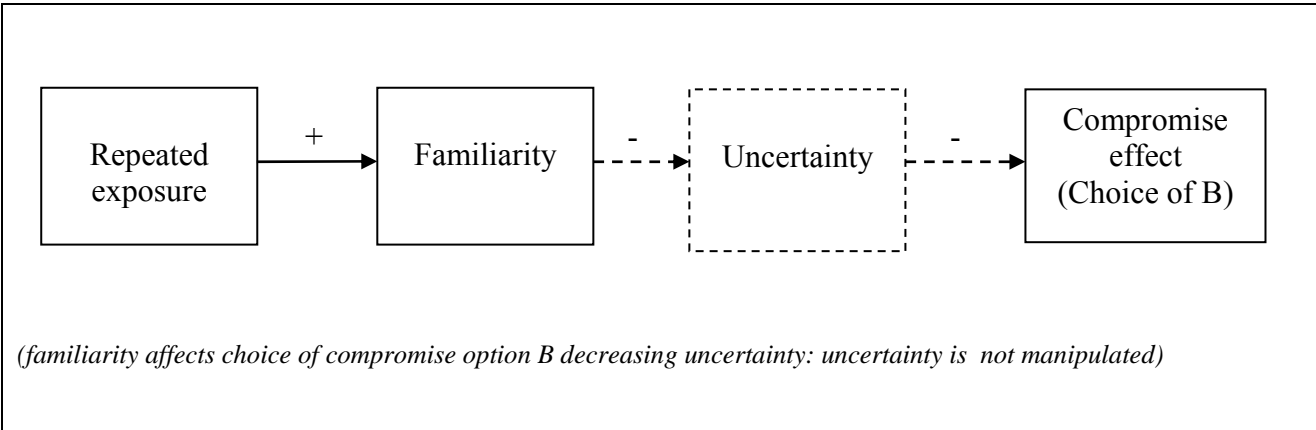 Repeated
exposure
+
Familiarity
-
Uncertainty
-
Compromise
effect
(Choice of B)
(familiarity affects choice of compromise option B decreasing uncertainty: uncertainty is not manipulated)